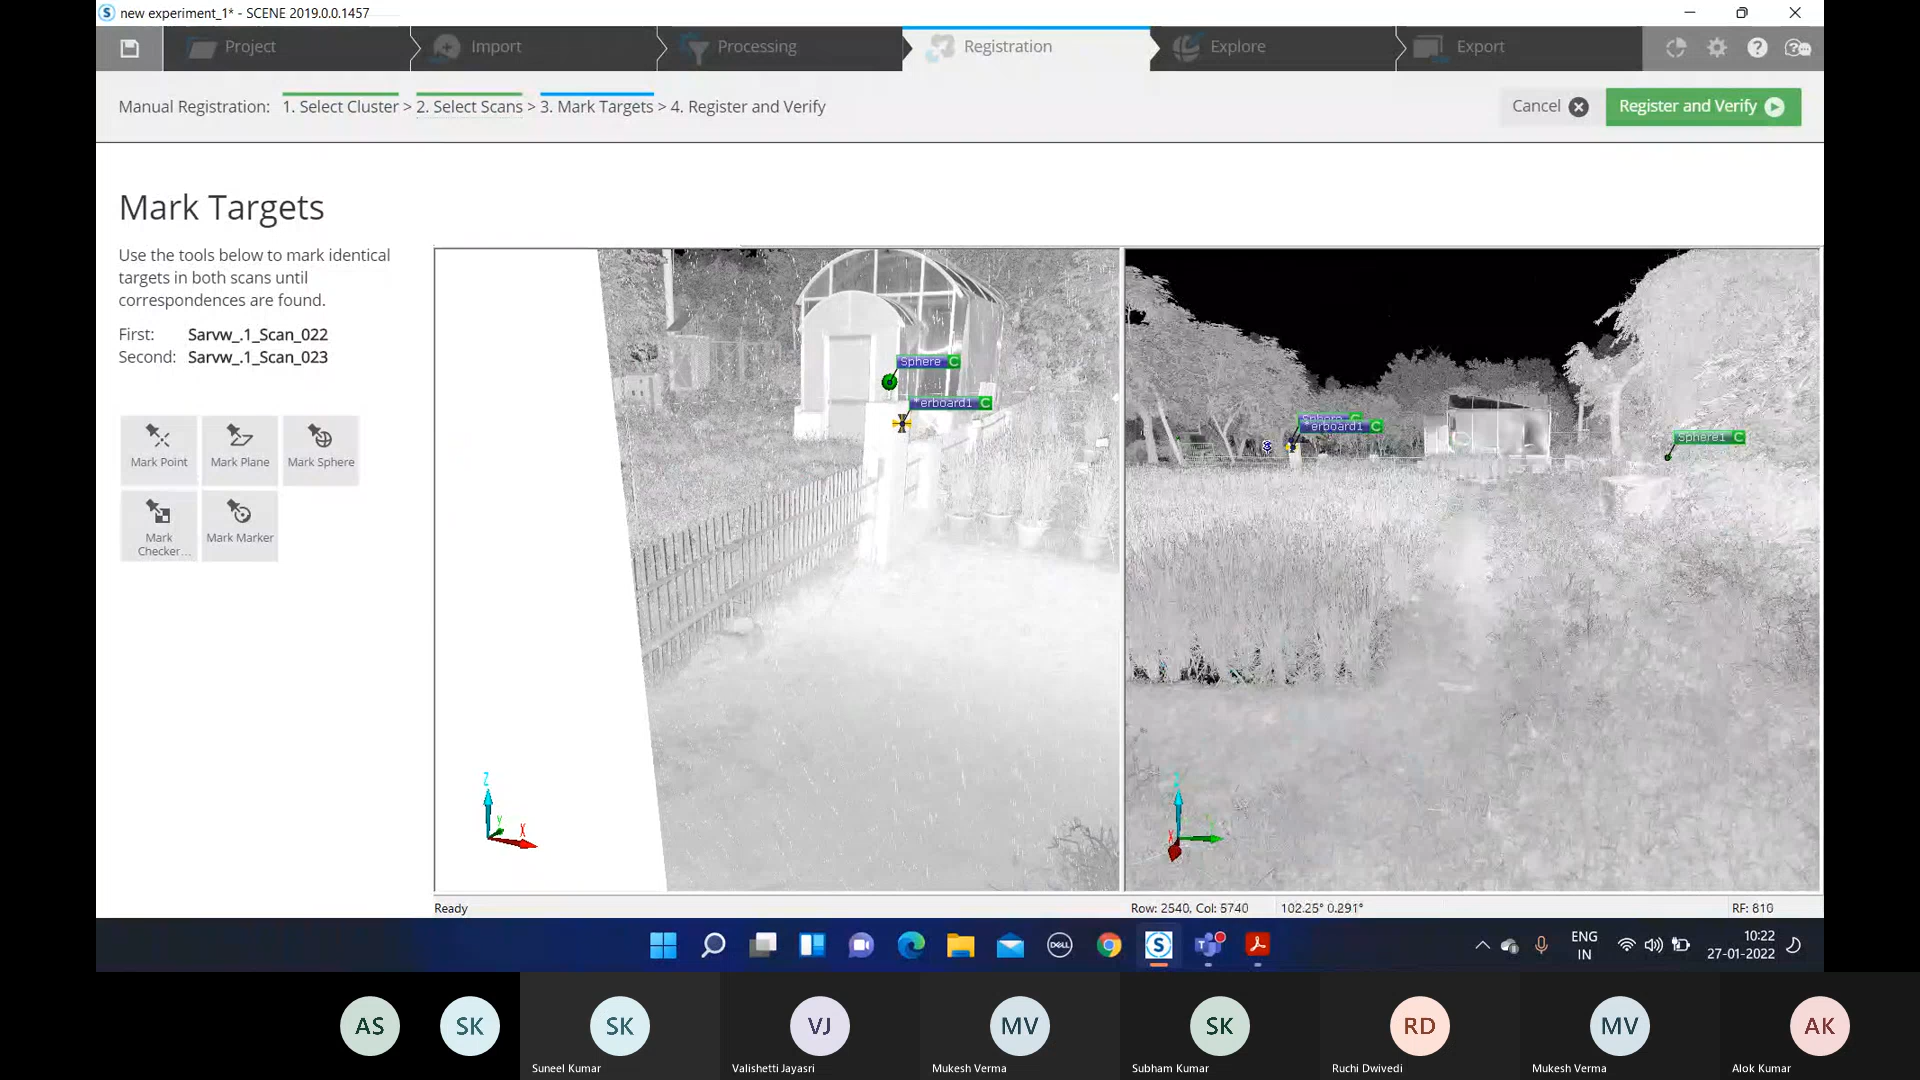 new experiment_1* - SCENE 2019.0.0.1457
Project
Import
Processing
Registration
Explore
Export
Manual Registration: 1. Select Cluster > 2. Select Scans > 3. Mark Targets > 4. Register and Verify
Cancel
Register and Verify
Mark Targets
Use the tools below to mark identical
targets in both scans until
correspondences are found.
First: Sarvw_.1_Scan_022
Second: Sarvw_.1_Scan_023
Mark Point
Mark Plane
Mark Sphere
Mark
Checker...
Mark Marker
Sphere C
*erboard1 C
Sphere C
*erboard1 C
Sphere1 C
Z
Y
X
Z
X
Ready
Row: 2540, Col: 5740
102.25° 0.291°
RF: 810
DELL
S
ENG
IN
10:22
27-01-2022
AS
SK
SK
VJ
MV
SK
RD
MV
AK
Suneel Kumar
Valishetti Jayasri
Mukesh Verma
Subham Kumar
Ruchi Dwivedi
Mukesh Verma
Alok Kumar